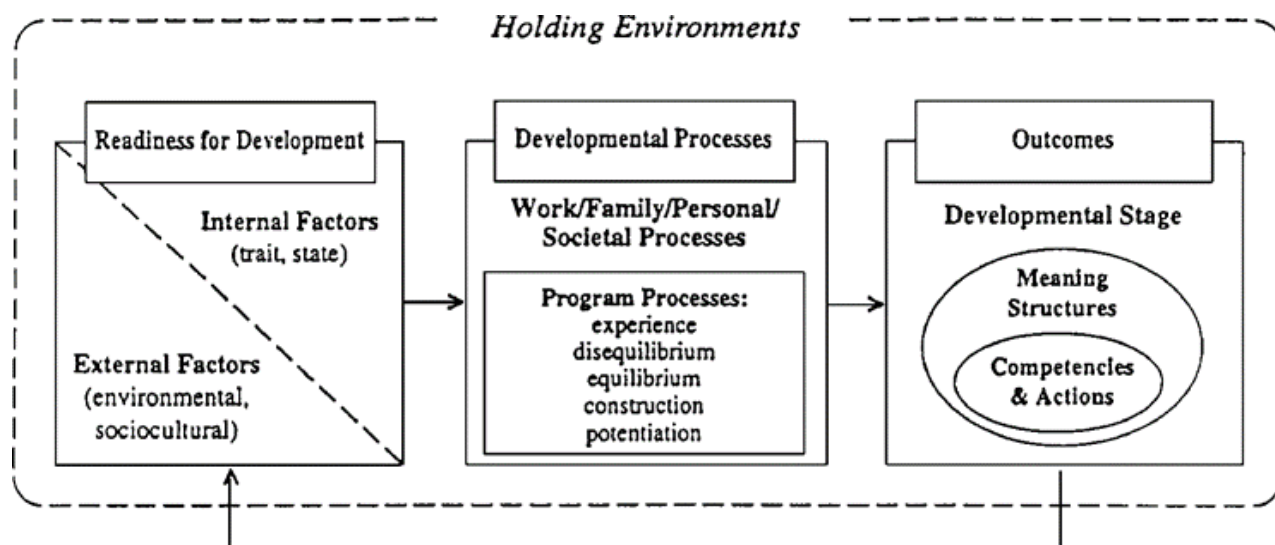 Holding Environments
Readiness for Development
Internal Factors
(trait, state)
External Factors
(environmental,
sociocultural)
Developmental Processes
Work/Family/Personal/
Societal Processes
Program Processes:
experience
disequilibrium
equilibrium
construction
potentiation
Outcomes
Developmental Stage
Meaning
Structures
Competencies
& Actions